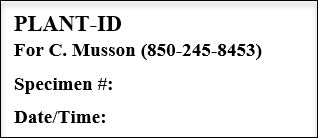 PLANT-ID
For C. Musson (850-245-8453)
Specimen #:
Date/Time: